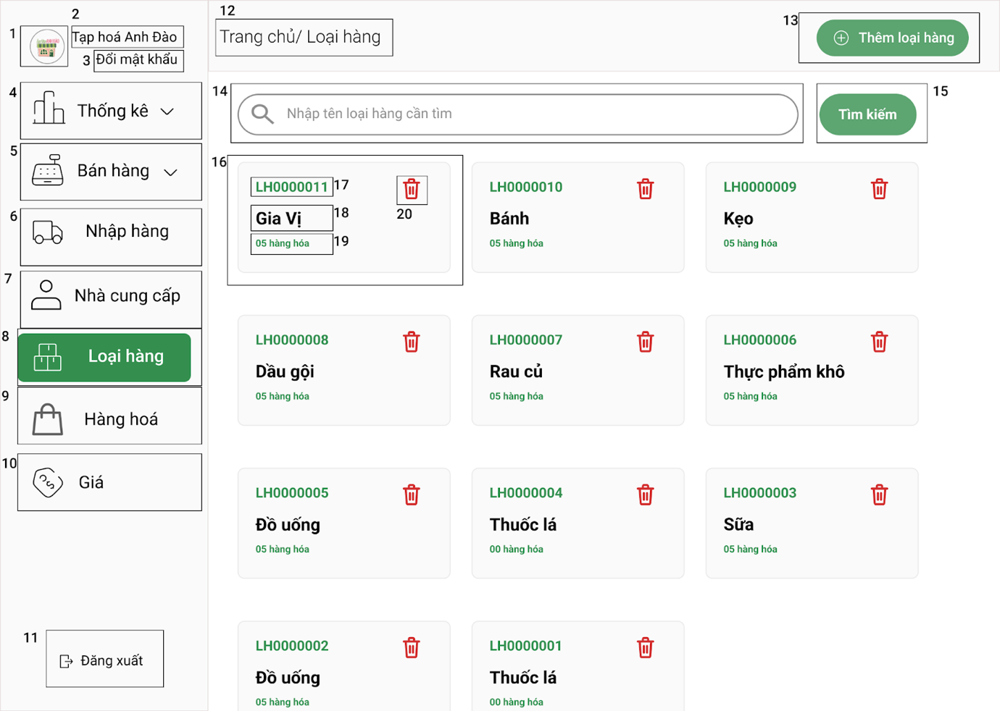 1
2
Tạp hoá Anh Đào
3
Đổi mật khẩu
4
Thống kê
5
Bán hàng
6
Nhập hàng
7
Nhà cung cấp
8
Loại hàng
9
Hàng hoá
10
Giá
11
Đăng xuất
12
Trang chủ/ Loại hàng
13
Thêm loại hàng
14
Nhập tên loại hàng cần tìm
15
Tìm kiếm
16
LH0000011
17
Gia Vị
18
05 hàng hóa
19
20
LH0000010
Bánh
05 hàng hóa
LH0000009
Kẹo
05 hàng hóa
LH0000008
Dầu gội
05 hàng hóa
LH0000007
Rau củ
05 hàng hóa
LH0000006
Thực phẩm khô
05 hàng hóa
LH0000005
Đồ uống
05 hàng hóa
LH0000004
Thuốc lá
00 hàng hóa
LH0000003
Sữa
05 hàng hóa
LH0000002
Đồ uống
05 hàng hóa
LH0000001
Thuốc lá
00 hàng hóa